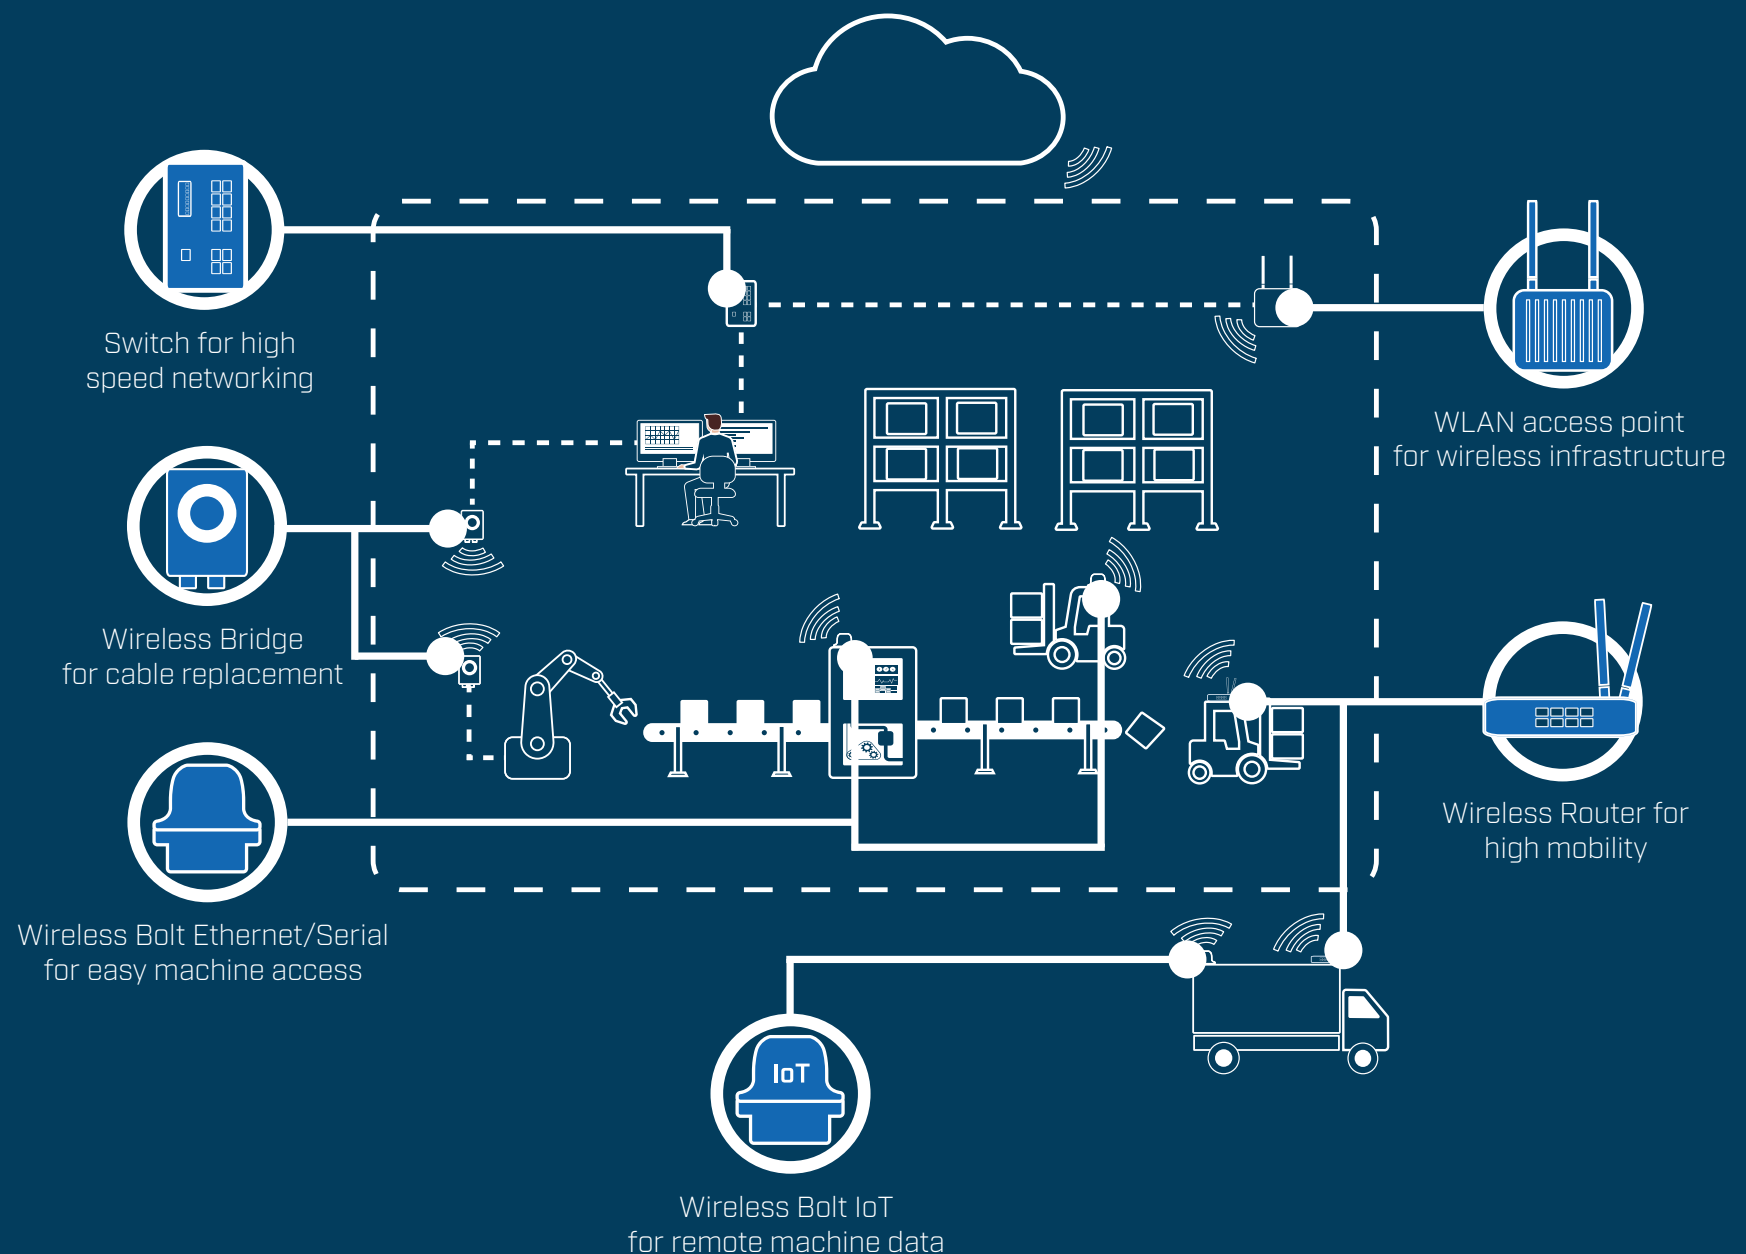 Switch for high
speed networking
WLAN access point
for wireless infrastructure
Wireless Bridge
for cable replacement
Wireless Router for
high mobility
Wireless Bolt Ethernet/Serial
for easy machine access
IoT
Wireless Bolt IoT
for remote machine data